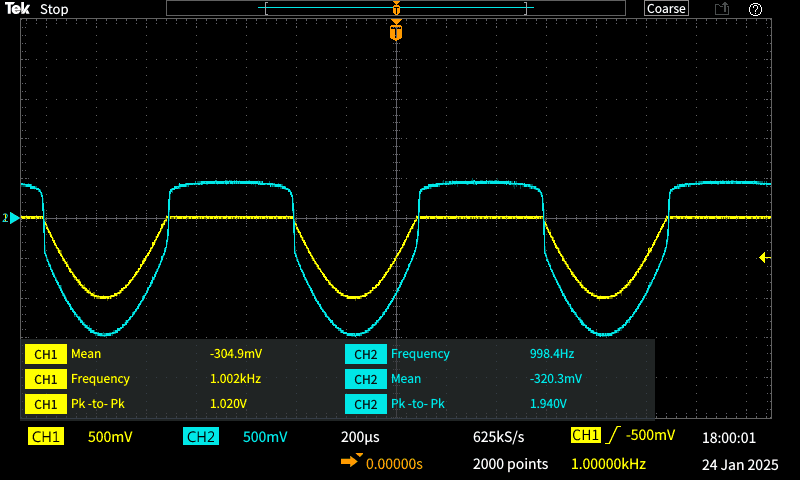 Tek Stop Coarse ?
T
T
2
CH1 Mean -304.9mV CH2 Frequency 998.4Hz
CH1 Frequency 1.002kHz CH2 Mean -320.3mV
CH1 Pk -to- Pk 1.020V CH2 Pk -to- Pk 1.940V
CH1 500mV CH2 500mV 200µs 625kS/s CH1 -500mV 18:00:01
0.00000s 2000 points 1.00000kHz 24 Jan 2025